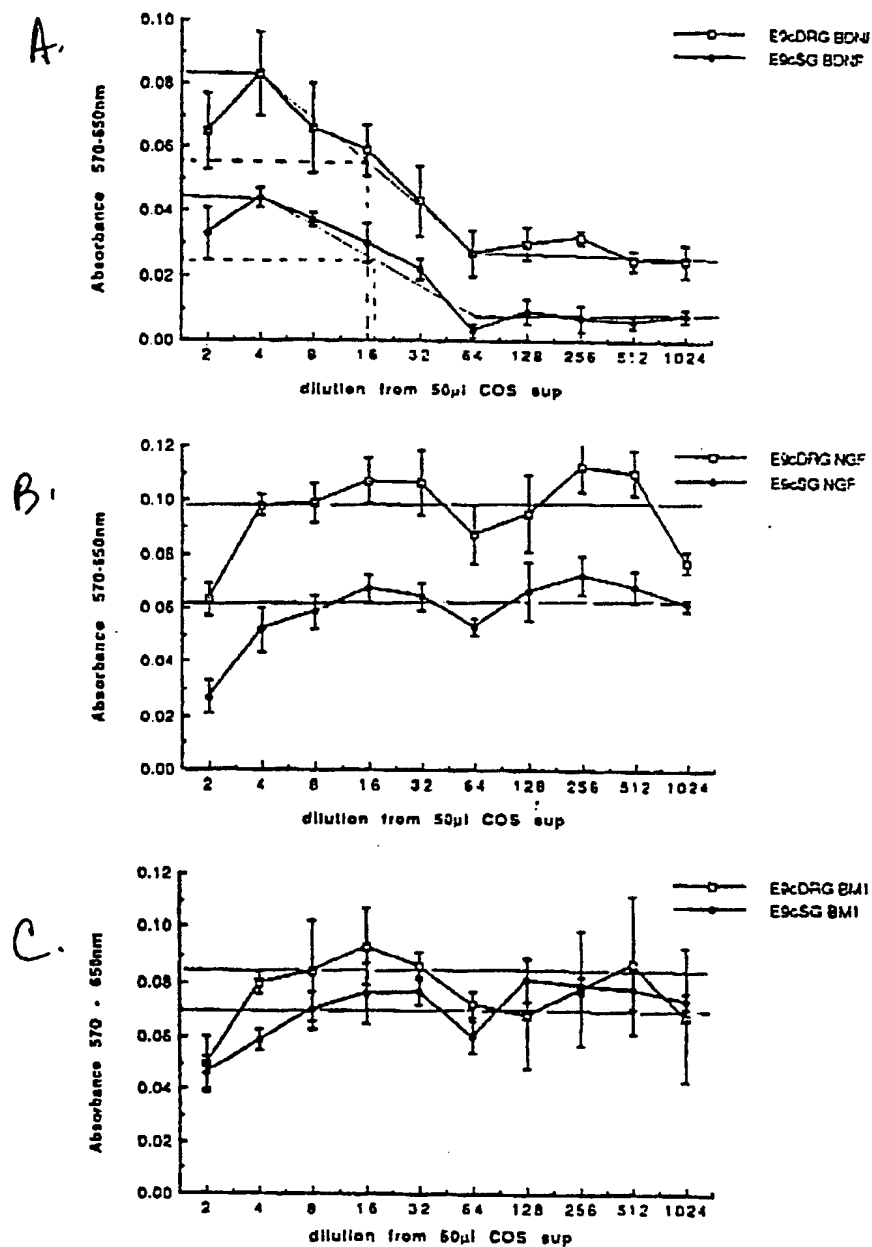 A.
0.10
0.08
0.06
0.04
0.02
0.00
Absorbance 570-650nm
2 4 8 16 32 64 128 256 512 1024
dilution from 50µl COS sup
E9cDRG BDNF
E9cSG BDNF
B.
0.12
0.10
0.08
0.06
0.04
0.02
0.00
Absorbance 570-650nm
2 4 8 16 32 64 128 256 512 1024
dilution from 50µl COS sup
E9cDRG NGF
E9cSG NGF
C.
0.12
0.10
0.08
0.06
0.04
0.02
0.00
Absorbance 570 - 650nm
2 4 8 16 32 64 128 256 512 1024
dilution from 50µl COS sup
E9cDRG BM1
E9cSG BM1